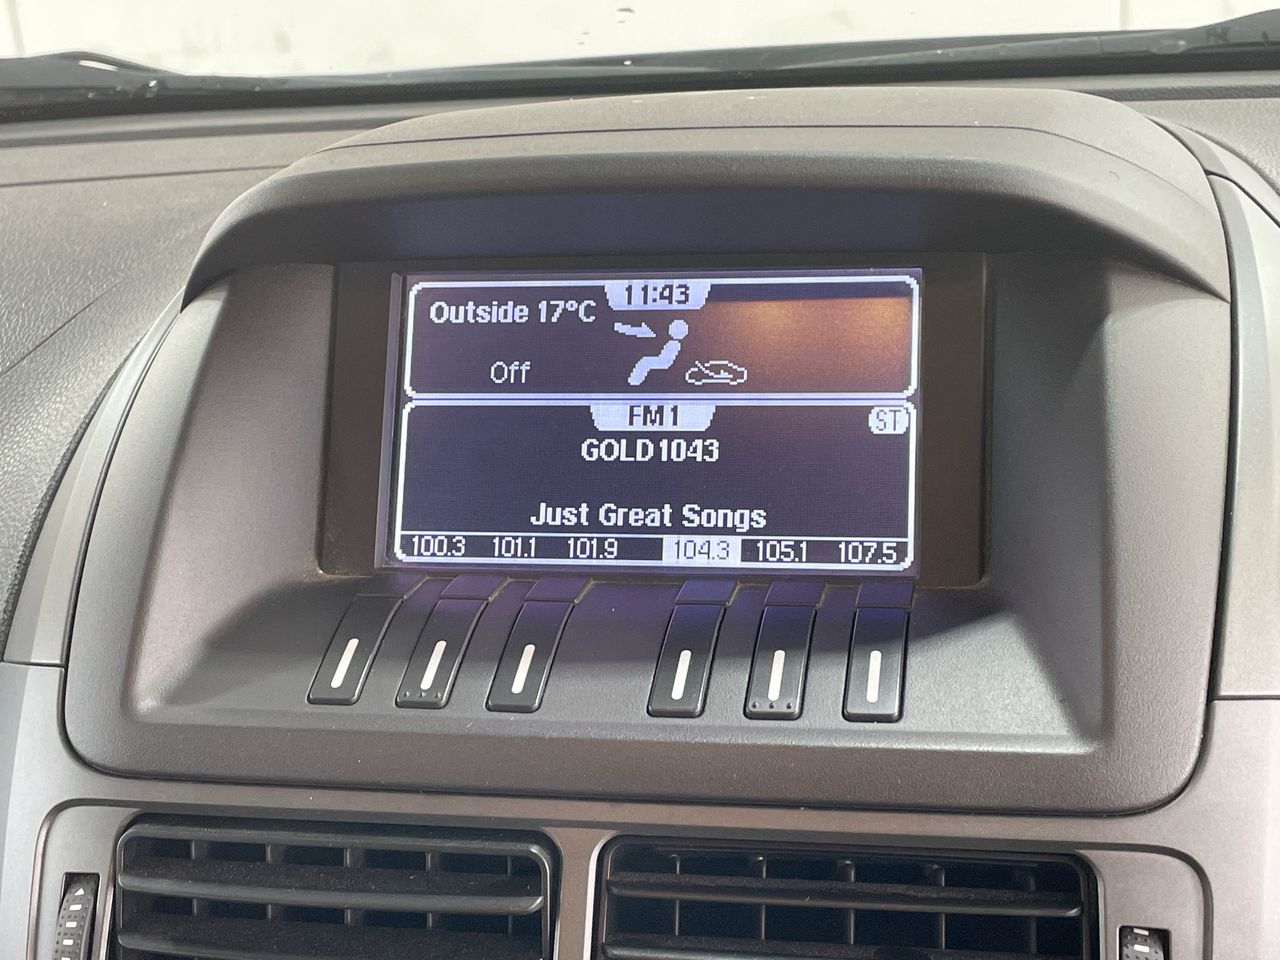 11:43
Outside 17°C
Off
FM1
ST
GOLD1043
Just Great Songs
100.3 101.1 101.9 104.3 105.1 107.5